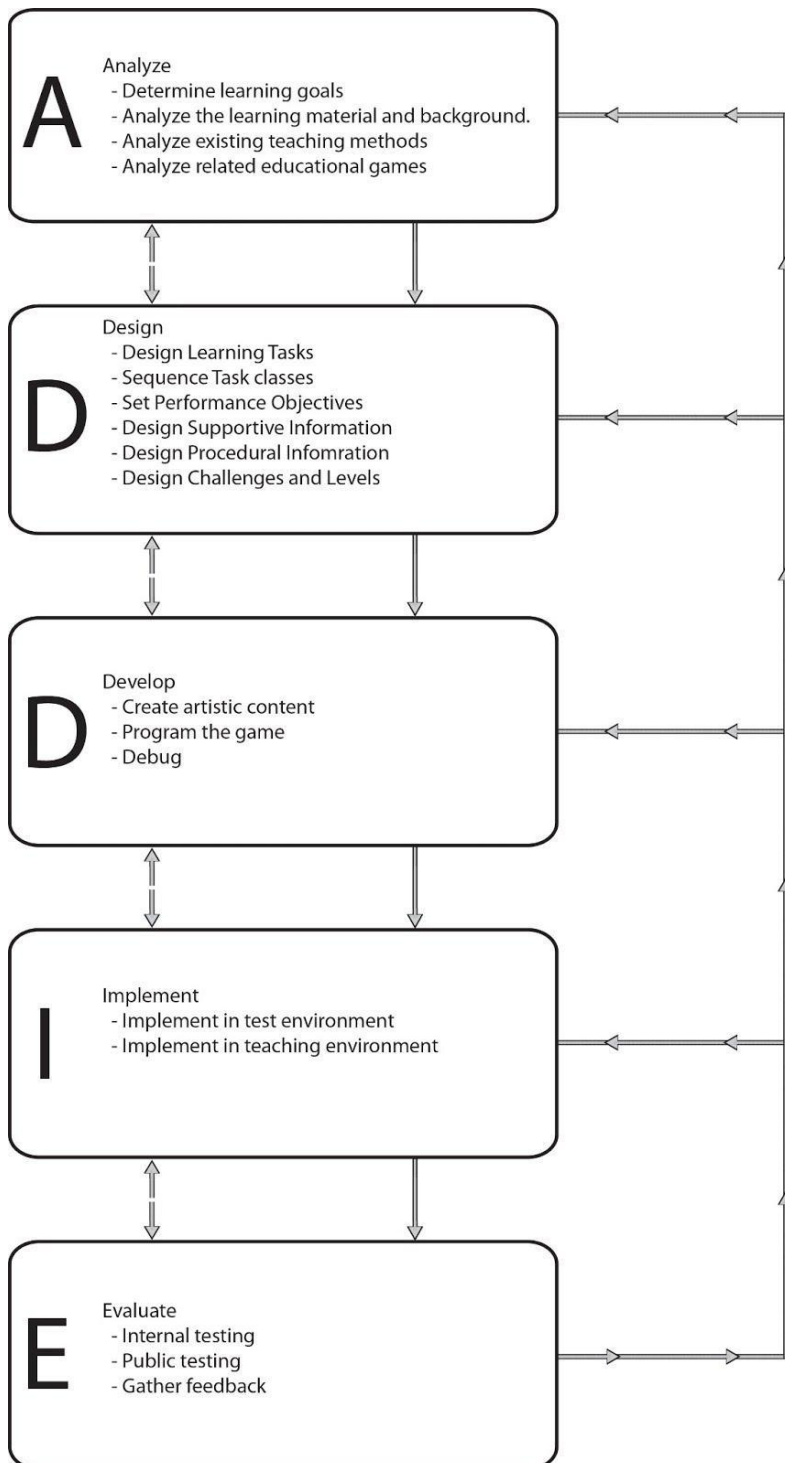 A
Analyze
- Determine learning goals
- Analyze the learning material and background.
- Analyze existing teaching methods
- Analyze related educational games
D
Design
- Design Learning Tasks
- Sequence Task classes
- Set Performance Objectives
- Design Supportive Information
- Design Procedural Infomration
- Design Challenges and Levels
D
Develop
- Create artistic content
- Program the game
- Debug
I
Implement
- Implement in test environment
- Implement in teaching environment
E
Evaluate
- Internal testing
- Public testing
- Gather feedback